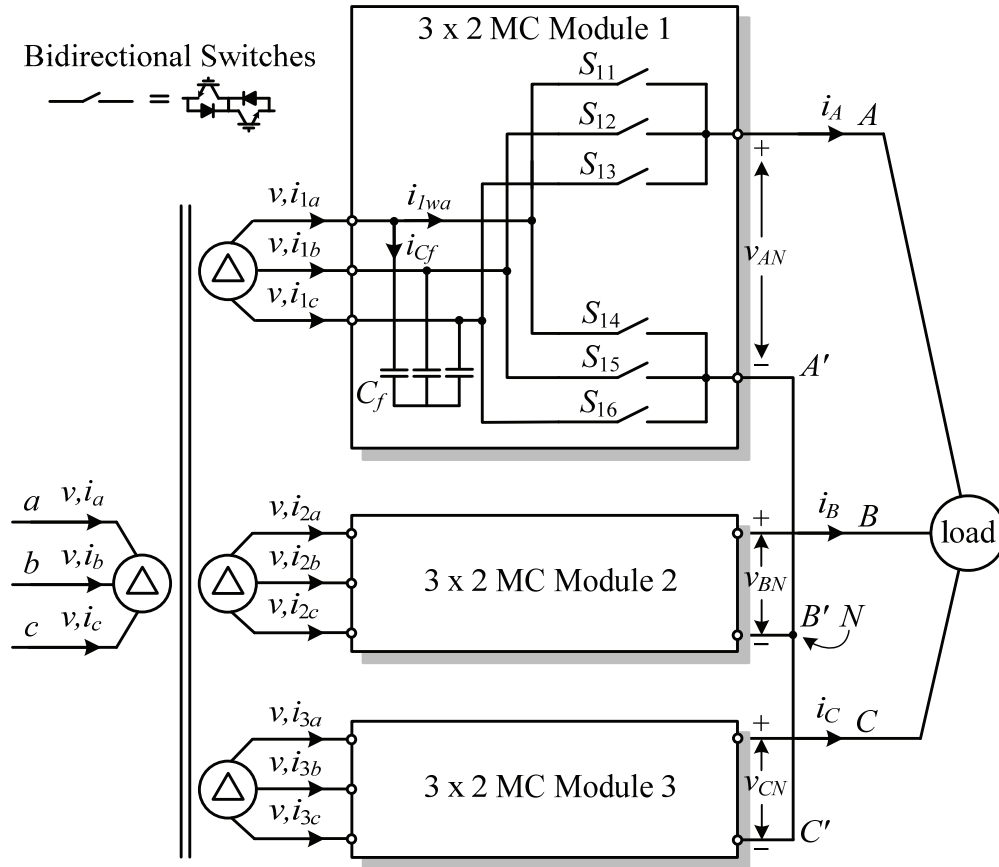 3 x 2 MC Module 1
Bidirectional Switches
=
S11
S12
S13
iA A
+
v,i1a
i1wa
iCf
v,i1b
v,i1c
vAN
S14
S15
S16
Cf
−
A′
a v,ia
b v,ib
c v,ic
v,i2a
v,i2b
v,i2c
3 x 2 MC Module 2
+
vBN
−
iB B
load
B′ N
v,i3a
v,i3b
v,i3c
3 x 2 MC Module 3
+
vCN
−
iC C
C′